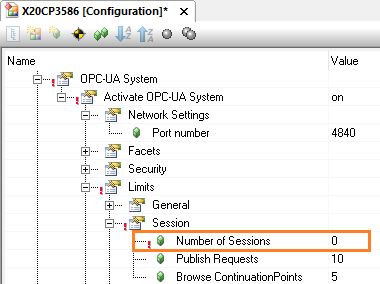 X20CP3586 [Configuration]* X
Name Value
OPC-UA System
Activate OPC-UA System on
Network Settings
Port number 4840
Facets
Security
Limits
General
Session
Number of Sessions 0
Publish Requests 10
Browse ContinuationPoints 5